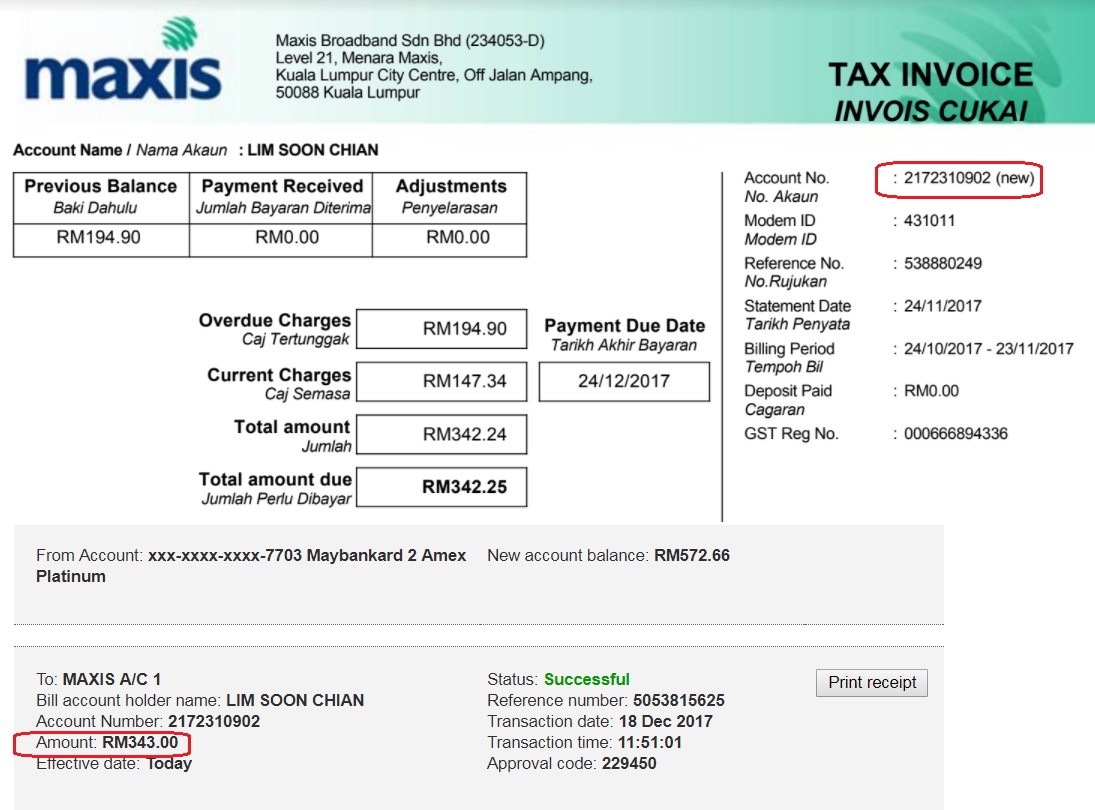 maxis
Maxis Broadband Sdn Bhd (234053-D)
Level 21, Menara Maxis,
Kuala Lumpur City Centre, Off Jalan Ampang,
50088 Kuala Lumpur
TAX INVOICE
INVOIS CUKAI
Account Name / Nama Akaun : LIM SOON CHIAN
Previous Balance Payment Received Adjustments
Baki Dahulu Jumlah Bayaran Diterima Penyelarasan
RM194.90 RM0.00 RM0.00
Overdue Charges RM194.90
Caj Tertunggak
Current Charges RM147.34
Caj Semasa
Total amount RM342.24
Jumlah
Total amount due RM342.25
Jumlah Perlu Dibayar
Payment Due Date
Tarikh Akhir Bayaran
24/12/2017
Account No. : 2172310902 (new)
No. Akaun
Modem ID : 431011
Modem ID
Reference No. : 538880249
No.Rujukan
Statement Date : 24/11/2017
Tarikh Penyata
Billing Period : 24/10/2017 - 23/11/2017
Tempoh Bil
Deposit Paid : RM0.00
Cagaran
GST Reg No. : 000666894336
From Account: xxx-xxxx-xxxx-7703 Maybankard 2 Amex
Platinum
New account balance: RM572.66
To: MAXIS A/C 1
Bill account holder name: LIM SOON CHIAN
Account Number: 2172310902
Amount: RM343.00
Effective date: Today
Status: Successful
Reference number: 5053815625
Transaction date: 18 Dec 2017
Transaction time: 11:51:01
Approval code: 229450
Print receipt